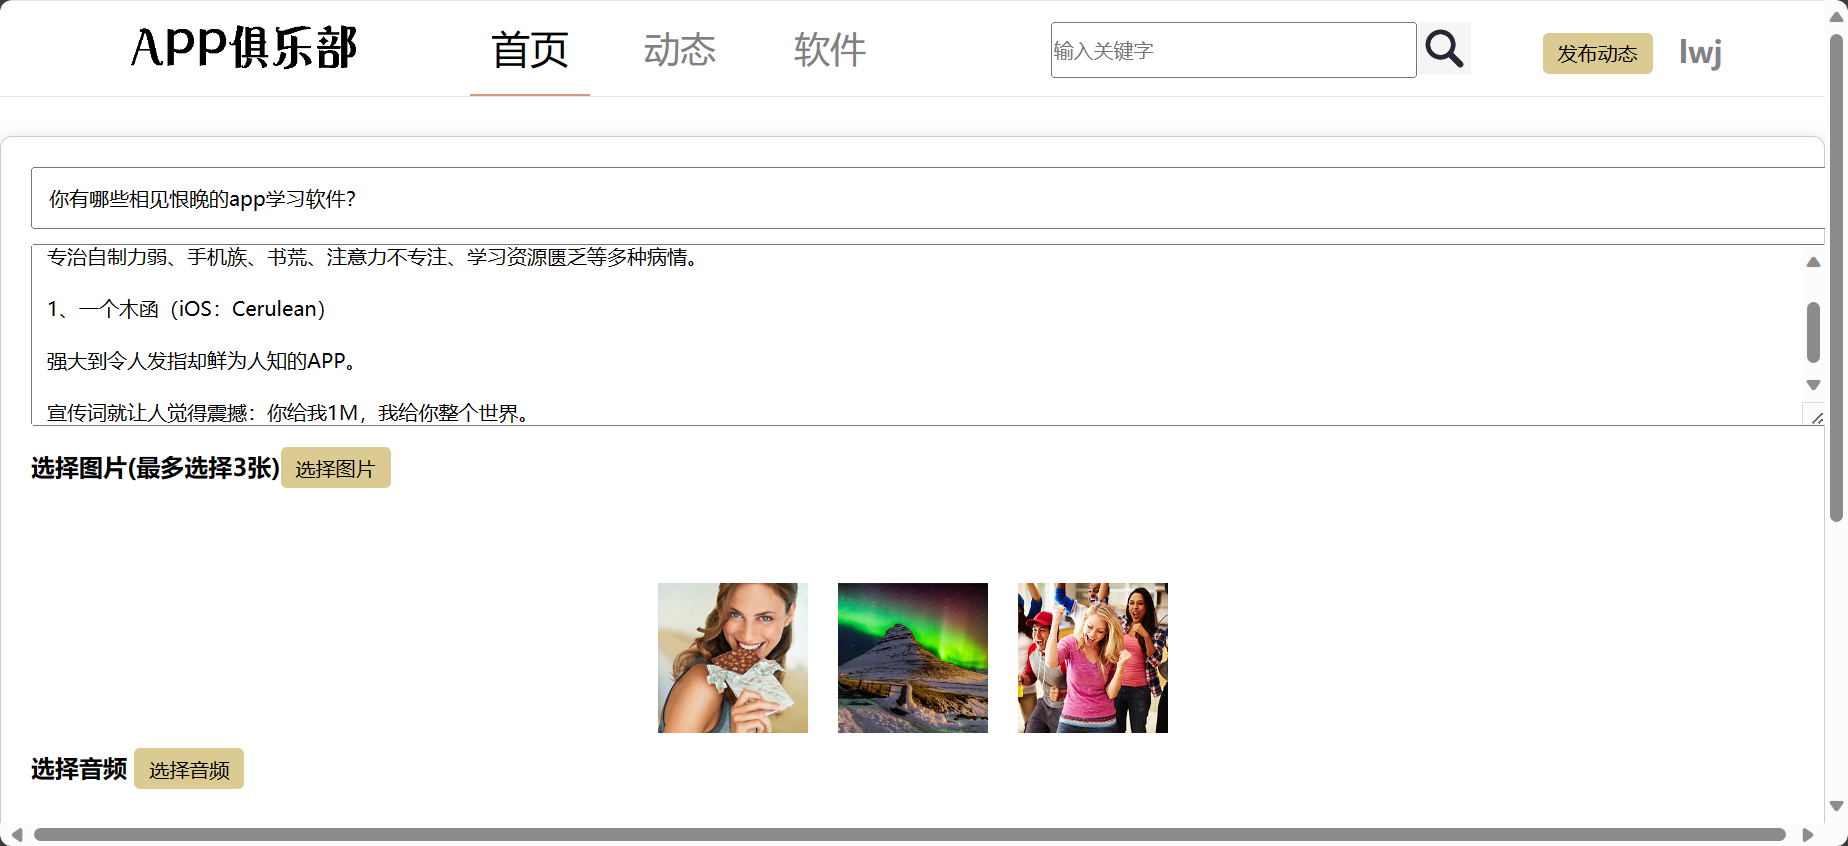 APP俱乐部
首页
动态
软件
输入关键字
发布动态
lwj
你有哪些相见恨晚的app学习软件？
专治自制力弱、手机族、书荒、注意力不专注、学习资源匮乏等多种病情。
1、一个木函（iOS：Cerulean）
强大到令人发指却鲜为人知的APP。
宣传词就让人觉得震撼：你给我1M，我给你整个世界。
选择图片(最多选择3张)
选择图片
选择音频
选择音频